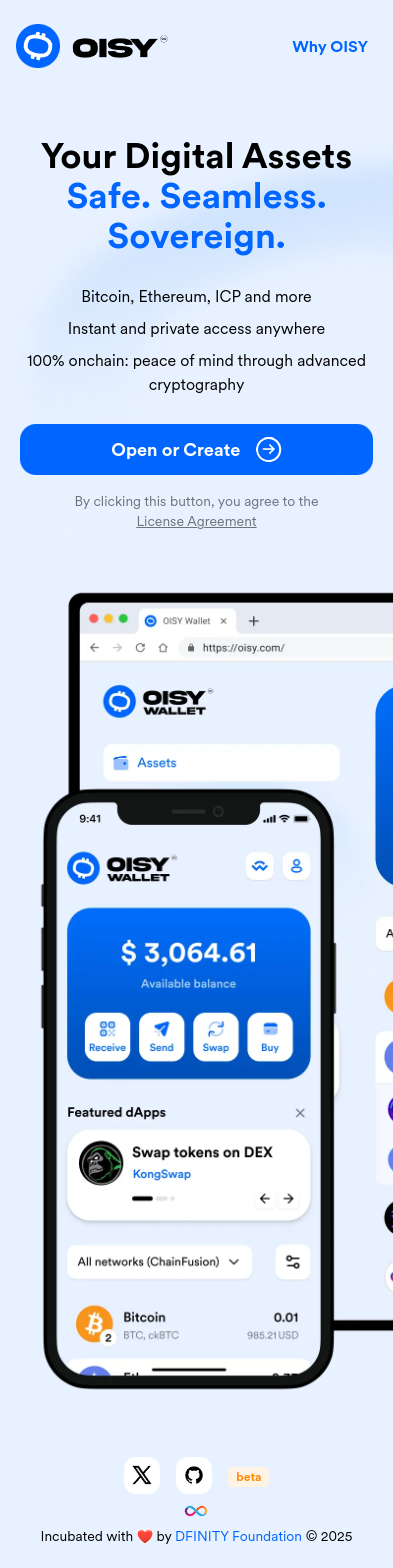 OISY
Why OISY
Your Digital Assets
Safe. Seamless.
Sovereign.
Bitcoin, Ethereum, ICP and more
Instant and private access anywhere
100% onchain: peace of mind through advanced
cryptography
Open or Create
By clicking this button, you agree to the
License Agreement
OISY Wallet
https://oisy.com/
OISY
WALLET
Assets
9:41
OISY
WALLET
$ 3,064.61
Available balance
Receive Send Swap Buy
Featured dApps
Swap tokens on DEX
KongSwap
All networks (ChainFusion)
Bitcoin 0.01
BTC, ckBTC 985.21 USD
2
beta
Incubated with ❤️ by DFINITY Foundation © 2025